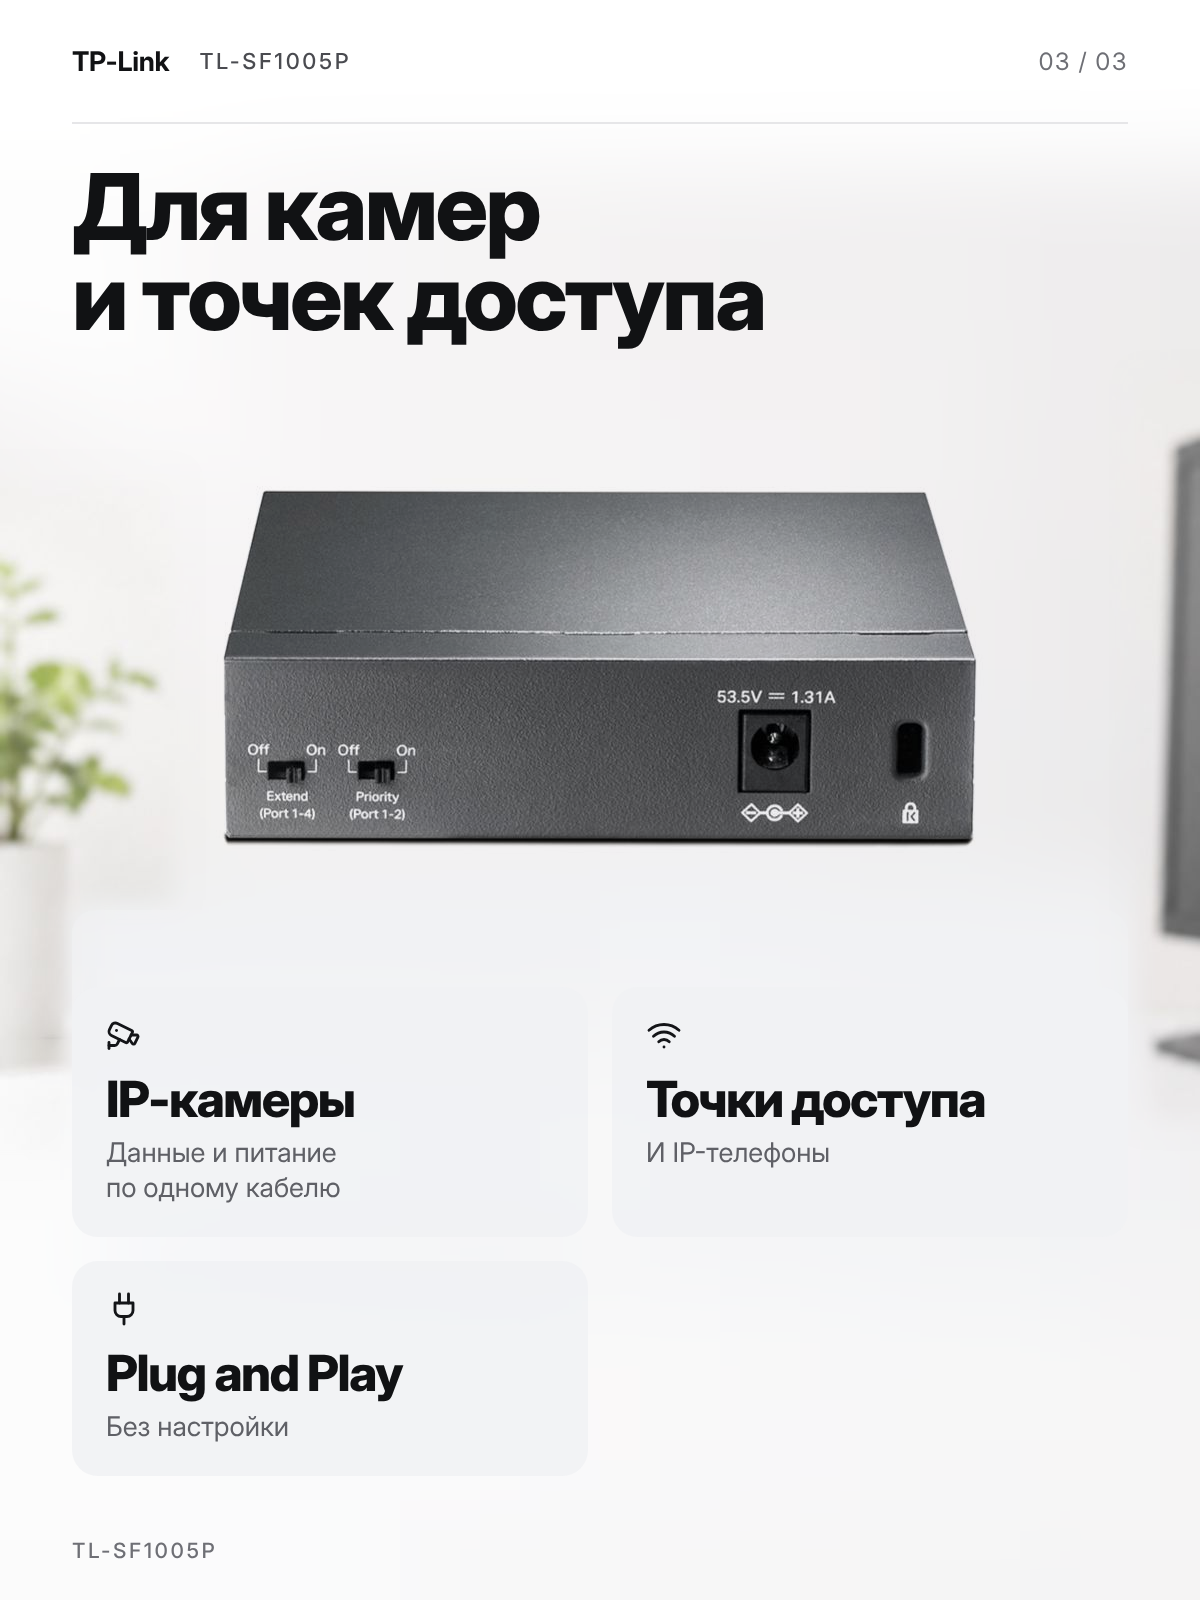 TP-Link TL-SF1005P 03 / 03
Для камер
и точек доступа
53.5V ⎓ 1.31A
Off On Off On
Extend Priority
(Port 1-4) (Port 1-2)
IP-камеры
Данные и питание
по одному кабелю
Точки доступа
И IP-телефоны
Plug and Play
Без настройки
TL-SF1005P